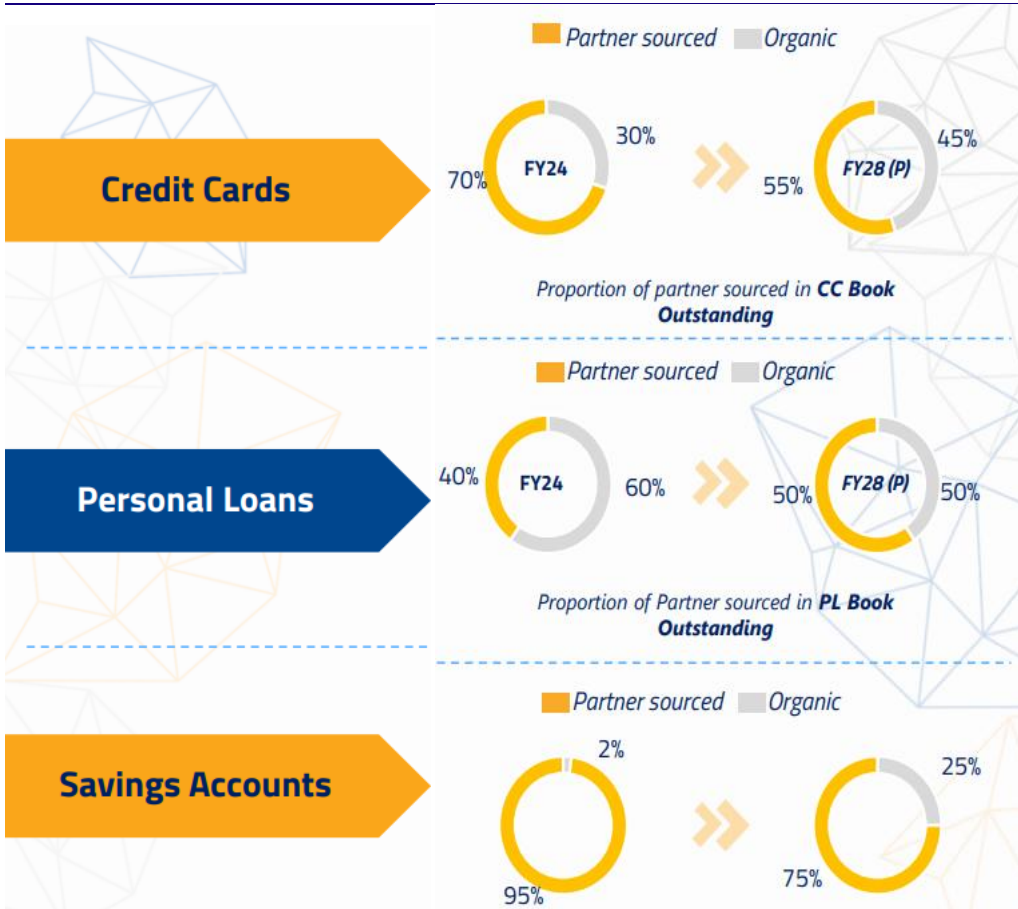 Partner sourced Organic
Credit Cards
70%
FY24
30%
55%
FY28 (P)
45%
Proportion of partner sourced in CC Book
Outstanding
Partner sourced Organic
Personal Loans
40%
FY24
60%
50%
FY28 (P)
50%
Proportion of Partner sourced in PL Book
Outstanding
Partner sourced Organic
Savings Accounts
2%
95%
25%
75%